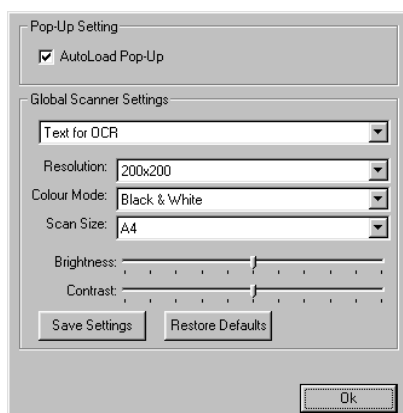 Pop-Up Setting
AutoLoad Pop-Up
Global Scanner Settings
Text for OCR
Resolution: 200x200
Colour Mode: Black & White
Scan Size: A4
Brightness:
Contrast:
Save Settings Restore Defaults
Ok